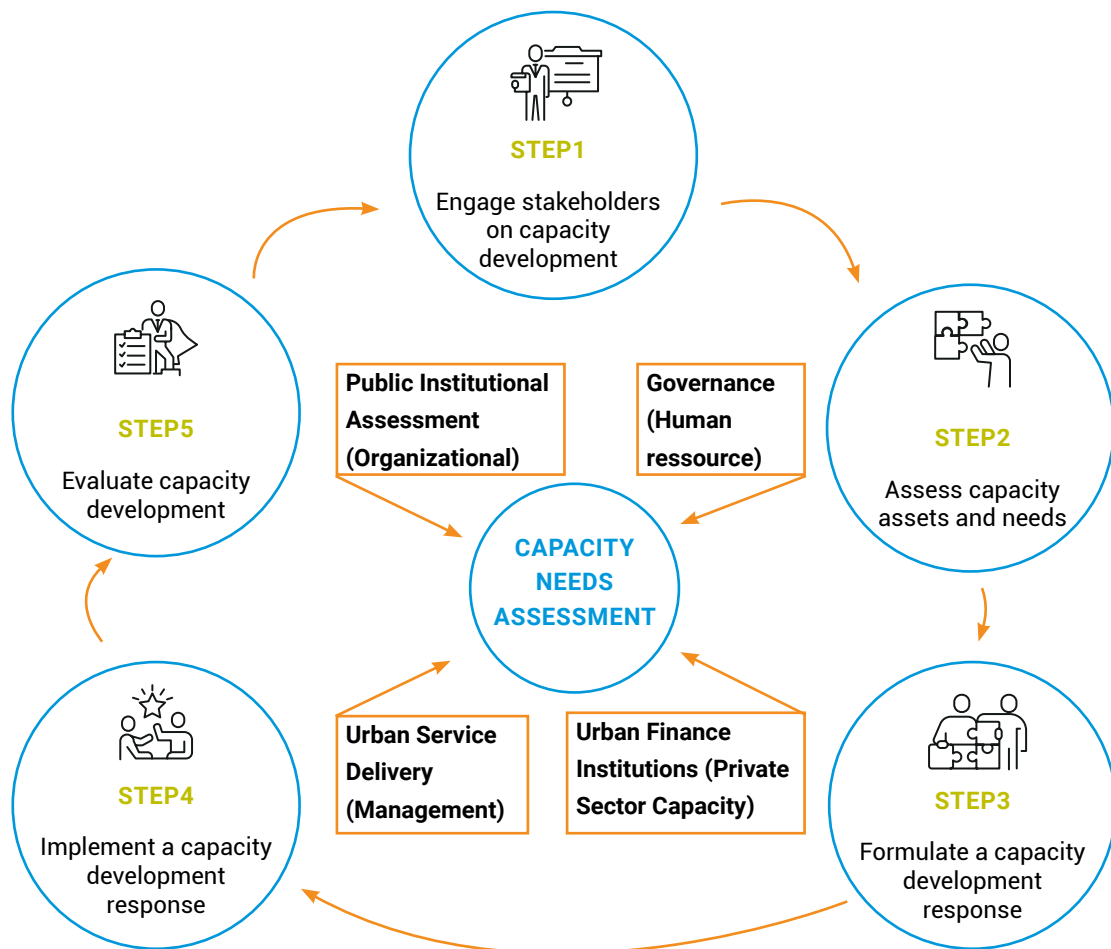 STEP1
Engage stakeholders
on capacity
development
STEP2
Assess capacity
assets and needs
STEP3
Formulate a capacity
development
response
STEP4
Implement a capacity
development
response
STEP5
Evaluate capacity
development
Public Institutional
Assessment
(Organizational)
Governance
(Human
ressource)
CAPACITY
NEEDS
ASSESSMENT
Urban Service
Delivery
(Management)
Urban Finance
Institutions (Private
Sector Capacity)